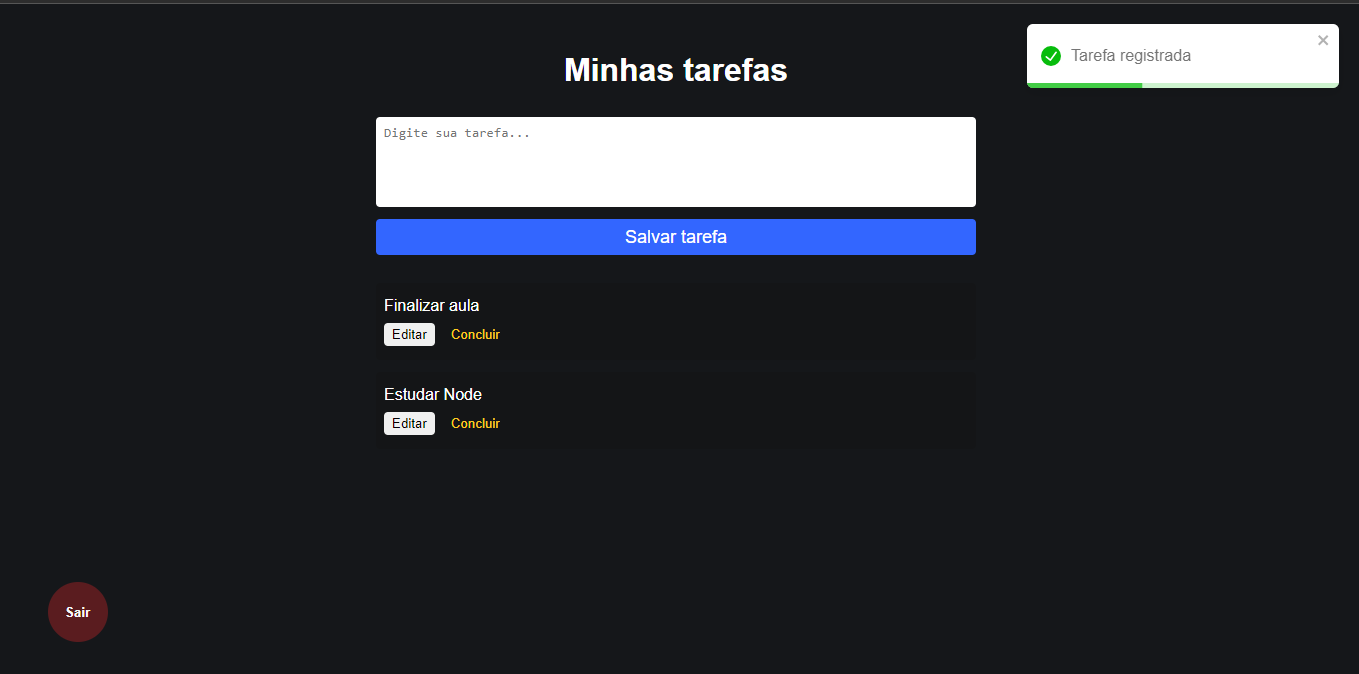 Minhas tarefas
Tarefa registrada
Digite sua tarefa...
Salvar tarefa
Finalizar aula
Editar Concluir
Estudar Node
Editar Concluir
Sair